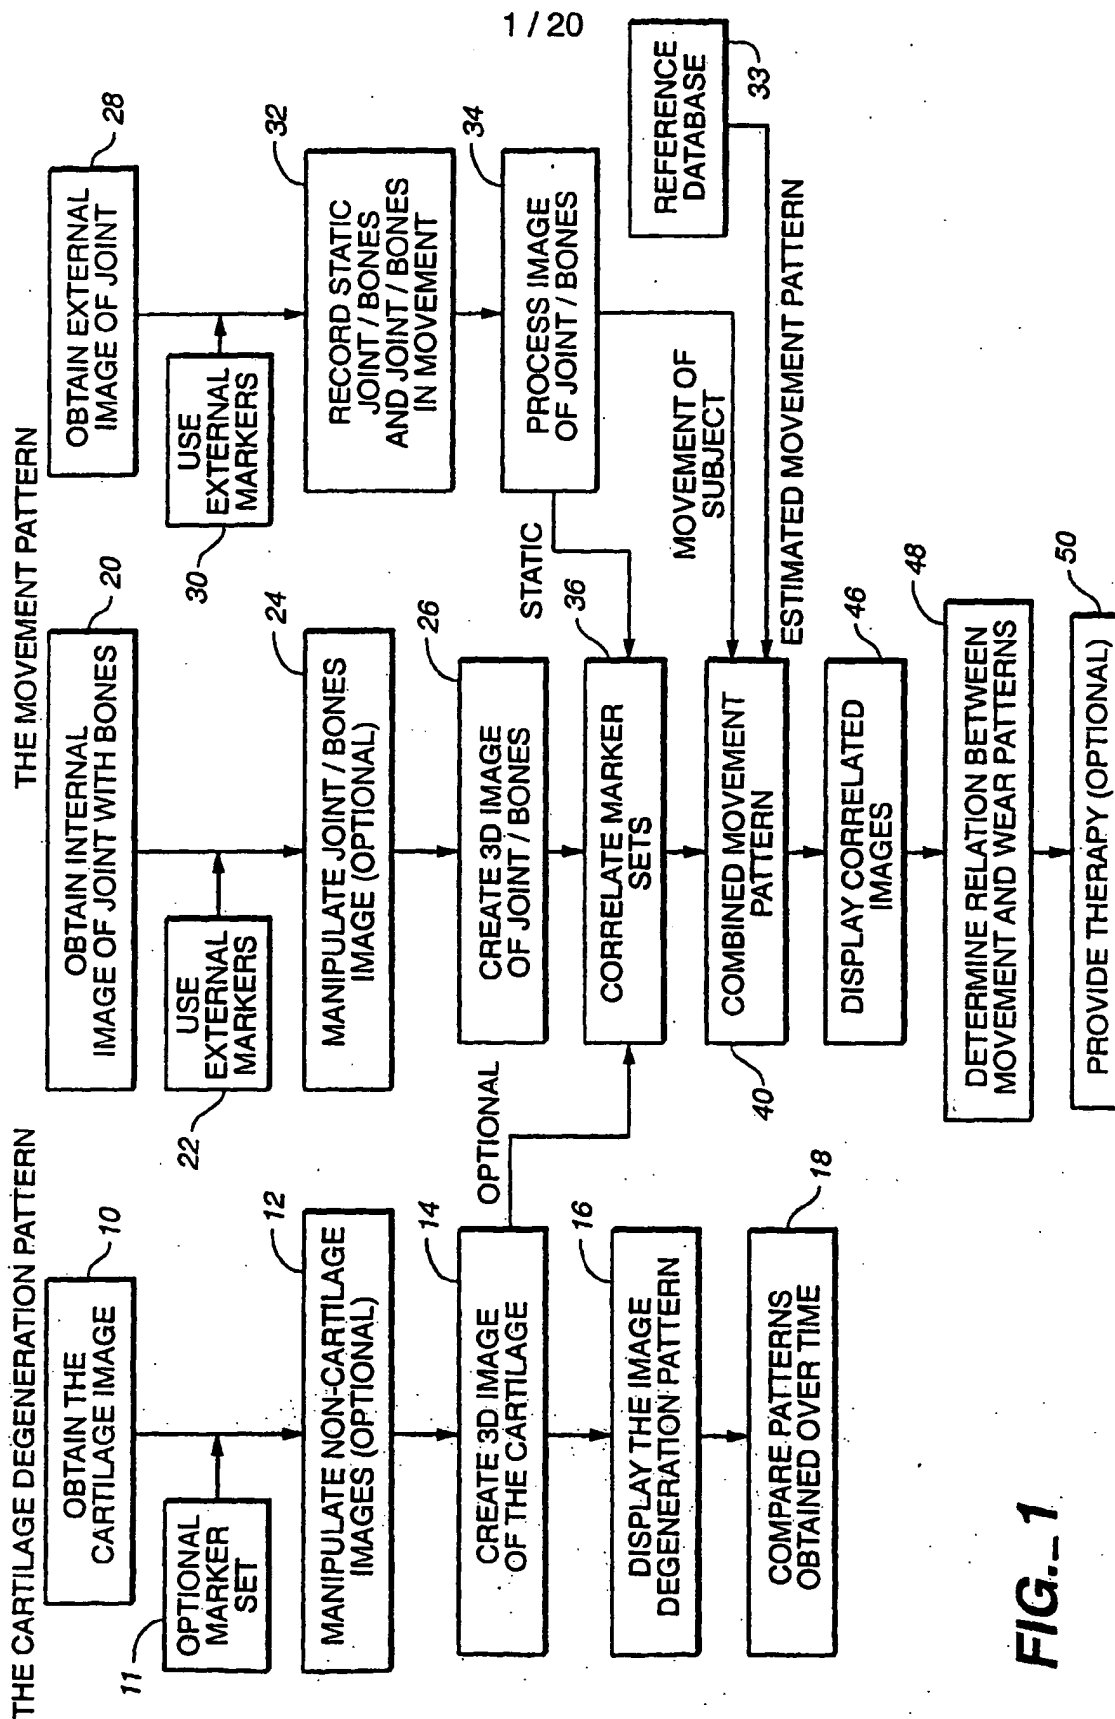 1 / 20
THE CARTILAGE DEGENERATION PATTERN
10
OBTAIN THE
CARTILAGE IMAGE
11
OPTIONAL
MARKER
SET
12
MANIPULATE NON-CARTILAGE
IMAGES (OPTIONAL)
14
CREATE 3D IMAGE
OF THE CARTILAGE
OPTIONAL
16
DISPLAY THE IMAGE
DEGENERATION PATTERN
18
COMPARE PATTERNS
OBTAINED OVER TIME
THE MOVEMENT PATTERN
20
OBTAIN INTERNAL
IMAGE OF JOINT WITH BONES
22
USE
EXTERNAL
MARKERS
24
MANIPULATE JOINT / BONES
IMAGE (OPTIONAL)
26
CREATE 3D IMAGE
OF JOINT / BONES
36
CORRELATE MARKER
SETS
40
COMBINED MOVEMENT
PATTERN
46
DISPLAY CORRELATED
IMAGES
48
DETERMINE RELATION BETWEEN
MOVEMENT AND WEAR PATTERNS
50
PROVIDE THERAPY (OPTIONAL)
28
OBTAIN EXTERNAL
IMAGE OF JOINT
30
USE
EXTERNAL
MARKERS
32
RECORD STATIC
JOINT / BONES
AND JOINT / BONES
IN MOVEMENT
34
PROCESS IMAGE
OF JOINT / BONES
STATIC
MOVEMENT OF
SUBJECT
REFERENCE
DATABASE
33
ESTIMATED MOVEMENT PATTERN
FIG._1